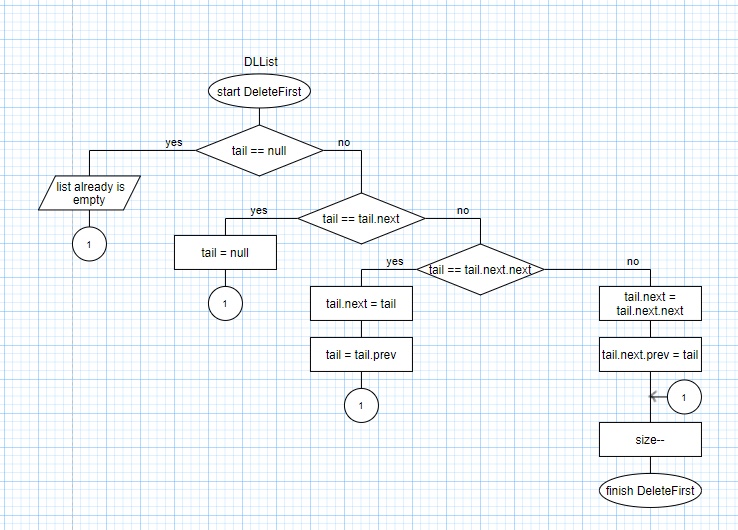 DLList
start DeleteFirst
yes
tail == null
no
list already is
empty
1
yes
tail == tail.next
no
tail = null
1
yes
tail == tail.next.next
no
tail.next = tail
tail = tail.prev
1
tail.next =
tail.next.next
tail.next.prev = tail
1
size--
finish DeleteFirst